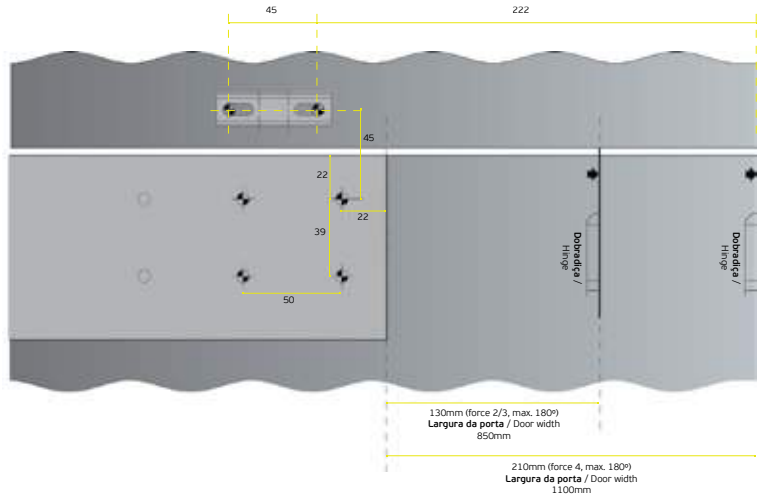 45
222
45
22
22
39
50
Dobradiça /
Hinge
Dobradiça /
Hinge
130mm (force 2/3, max. 180º)
Largura da porta / Door width
850mm
210mm (force 4, max. 180º)
Largura da porta / Door width
1100mm